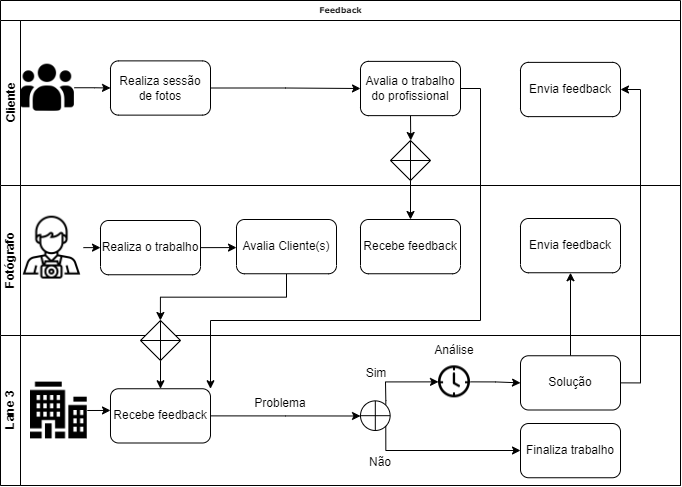 Feedback
Cliente
Realiza sessão
de fotos
Avalia o trabalho
do profissional
Envia feedback
Fotógrafo
Realiza o trabalho
Avalia Cliente(s)
Recebe feedback
Envia feedback
Lane 3
Recebe feedback
Problema
Sim
Não
Análise
Solução
Finaliza trabalho